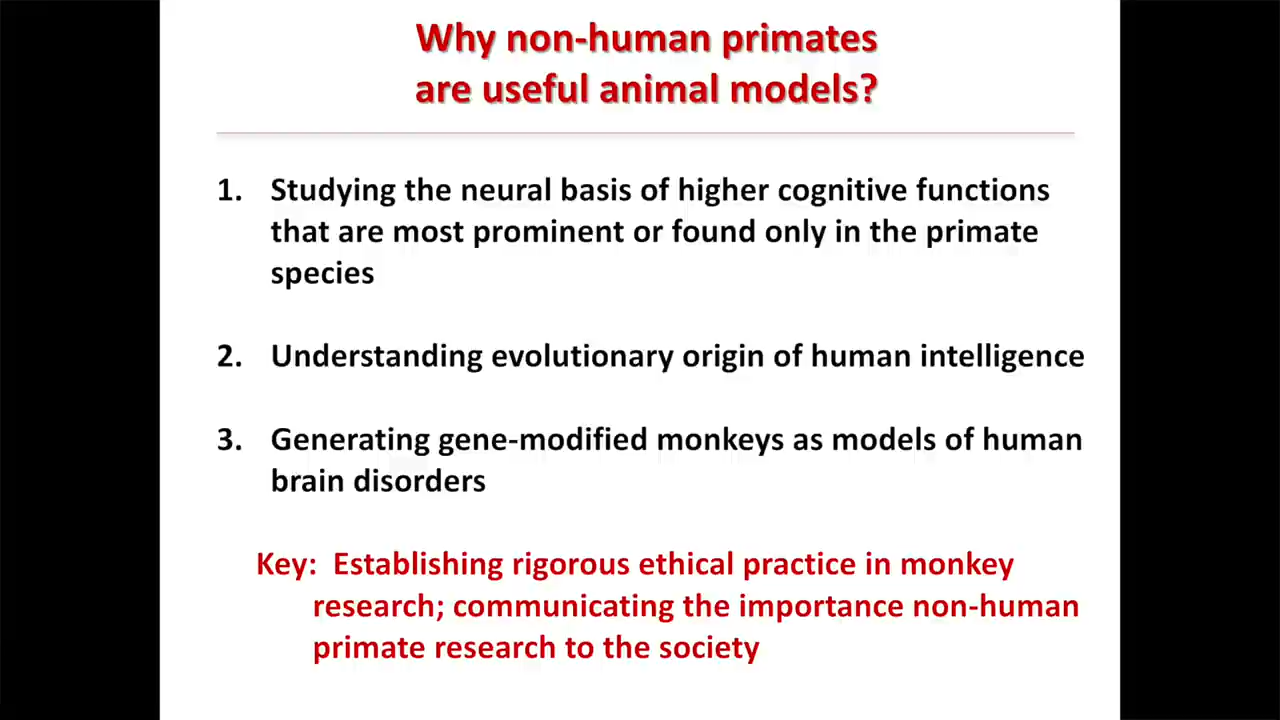 Why non-human primates
are useful animal models?
1. Studying the neural basis of higher cognitive functions
that are most prominent or found only in the primate
species
2. Understanding evolutionary origin of human intelligence
3. Generating gene-modified monkeys as models of human
brain disorders
Key: Establishing rigorous ethical practice in monkey
research; communicating the importance non-human
primate research to the society